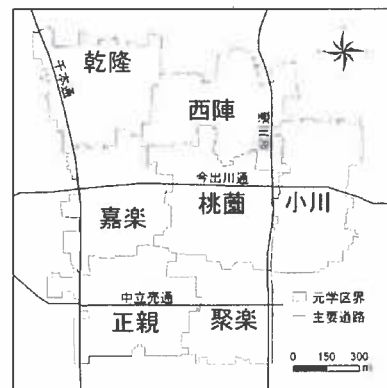 乾隆
千本通
西陣
堀川通
今出川通
嘉楽
桃薗
小川
中立売通
正親
聚楽
元学区界
主要道路
0 150 300
m